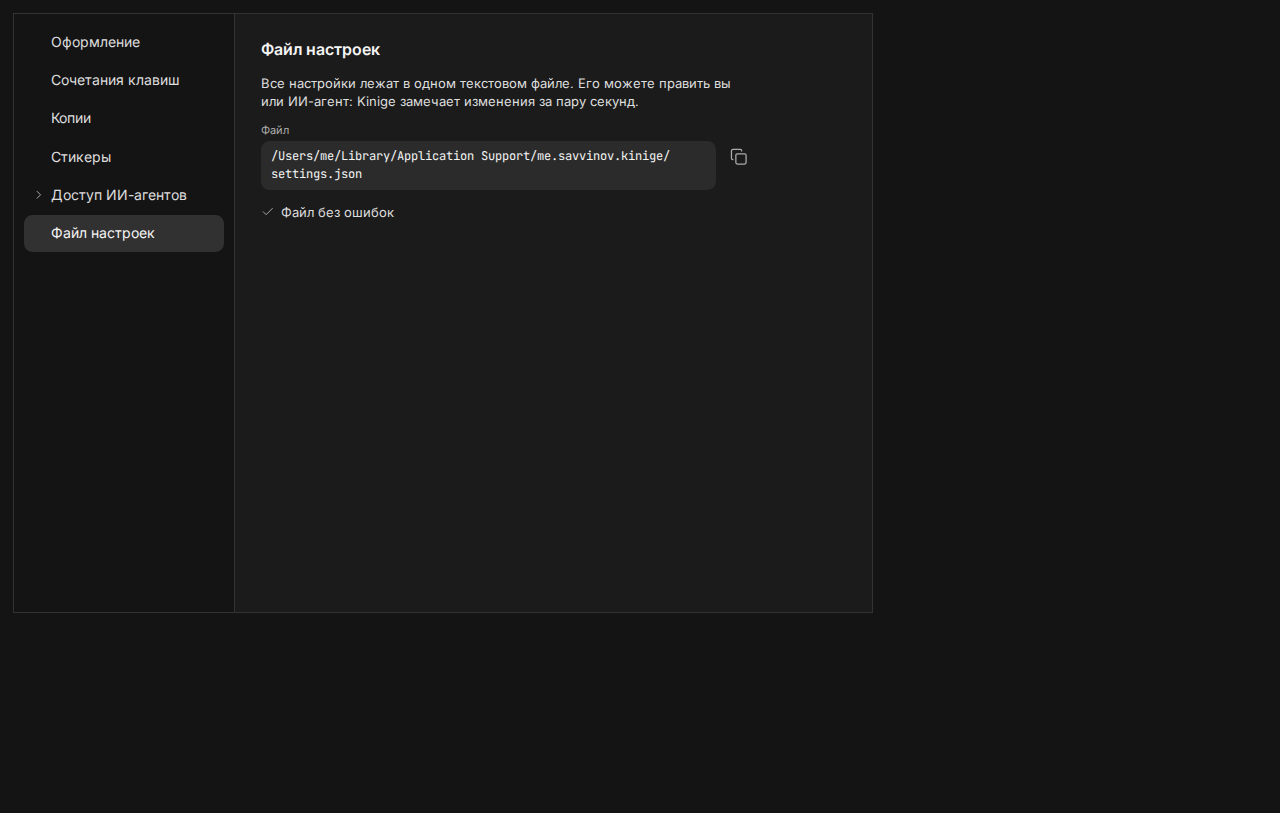 Оформление
Сочетания клавиш
Копии
Стикеры
Доступ ИИ-агентов
Файл настроек
Файл настроек
Все настройки лежат в одном текстовом файле. Его можете править вы
или ИИ-агент: Kinige замечает изменения за пару секунд.
Файл
/Users/me/Library/Application Support/me.savvinov.kinige/
settings.json
Файл без ошибок